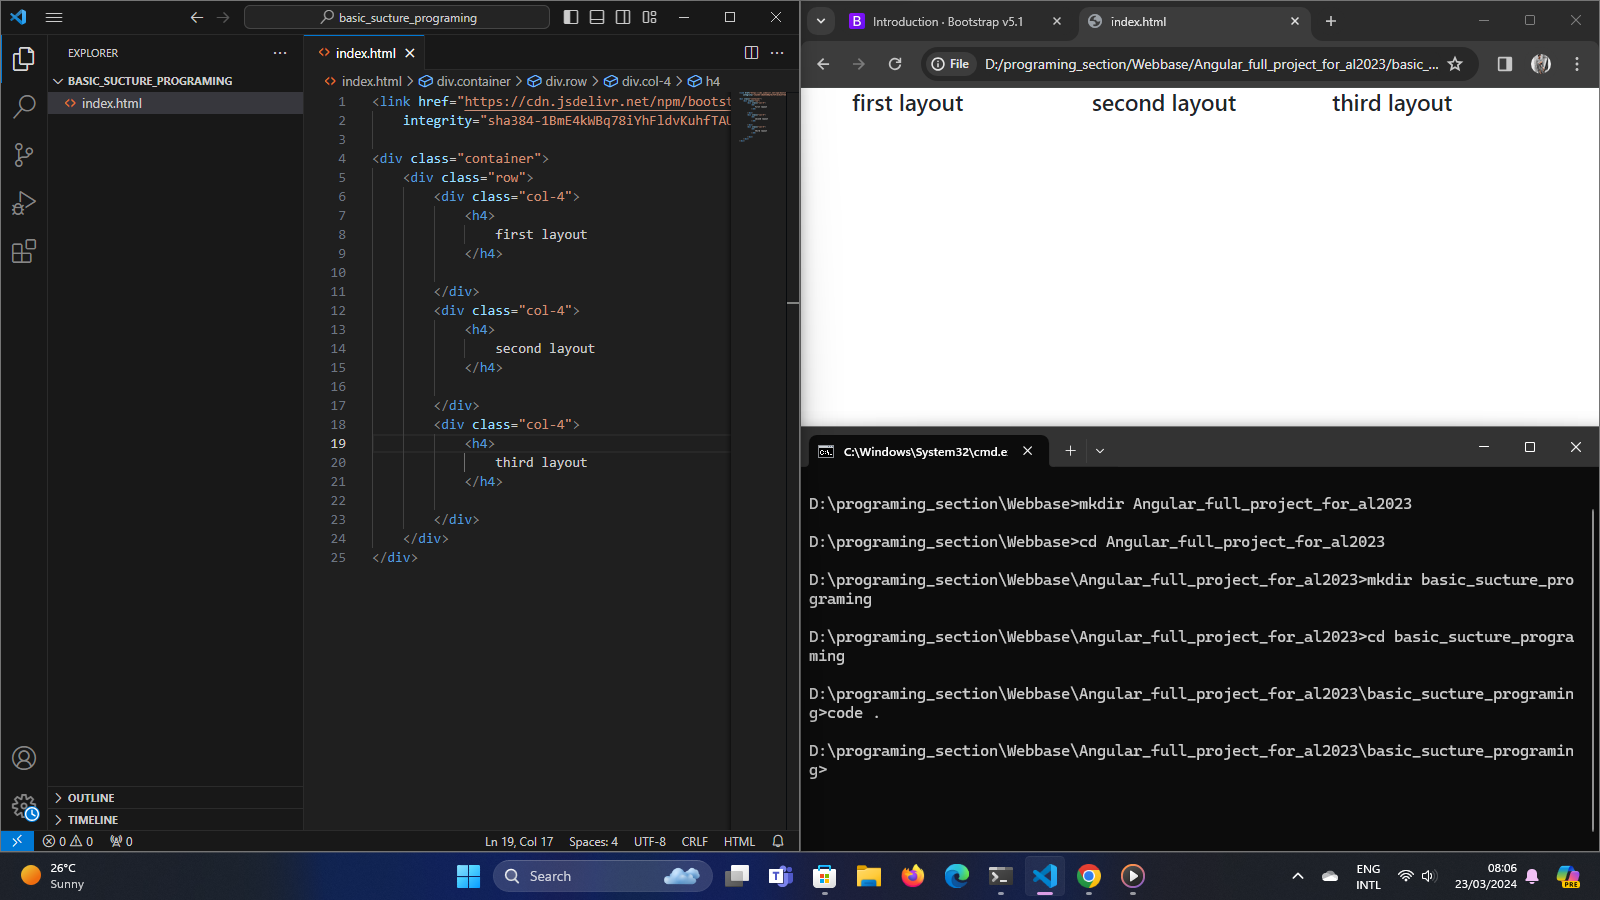 basic_sucture_programing
EXPLORER
BASIC_SUCTURE_PROGRAMING
index.html
OUTLINE
TIMELINE
index.html
index.html > div.container > div.row > div.col-4 > h4
1 <link href="https://cdn.jsdelivr.net/npm/bootst
2 integrity="sha384-1BmE4kWBq78iYhFldvKuhfTAU
3
4 <div class="container">
5 <div class="row">
6 <div class="col-4">
7 <h4>
8 first layout
9 </h4>
10
11 </div>
12 <div class="col-4">
13 <h4>
14 second layout
15 </h4>
16
17 </div>
18 <div class="col-4">
19 <h4>
20 third layout
21 </h4>
22
23 </div>
24 </div>
25 </div>
0 0 0 Ln 19, Col 17 Spaces: 4 UTF-8 CRLF HTML
B Introduction · Bootstrap v5.1 index.html
File D:/programing_section/Webbase/Angular_full_project_for_al2023/basic_...
first layout second layout third layout
C:\Windows\System32\cmd.e
D:\programing_section\Webbase>mkdir Angular_full_project_for_al2023
D:\programing_section\Webbase>cd Angular_full_project_for_al2023
D:\programing_section\Webbase\Angular_full_project_for_al2023>mkdir basic_sucture_pro
graming
D:\programing_section\Webbase\Angular_full_project_for_al2023>cd basic_sucture_progra
ming
D:\programing_section\Webbase\Angular_full_project_for_al2023\basic_sucture_programin
g>code .
D:\programing_section\Webbase\Angular_full_project_for_al2023\basic_sucture_programin
g>
26°C
Sunny
Search
ENG
INTL
08:06
23/03/2024
PRE